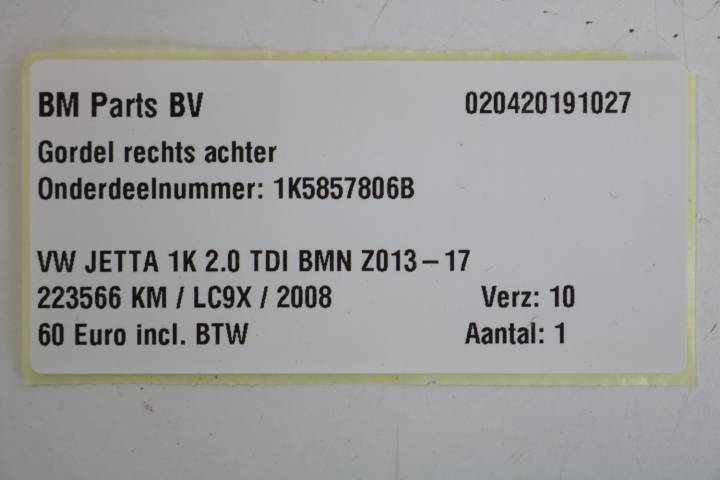 BM Parts BV 020420191027
Gordel rechts achter
Onderdeelnummer: 1K5857806B
VW JETTA 1K 2.0 TDI BMN Z013-17
223566 KM / LC9X / 2008 Verz: 10
60 Euro incl. BTW Aantal: 1